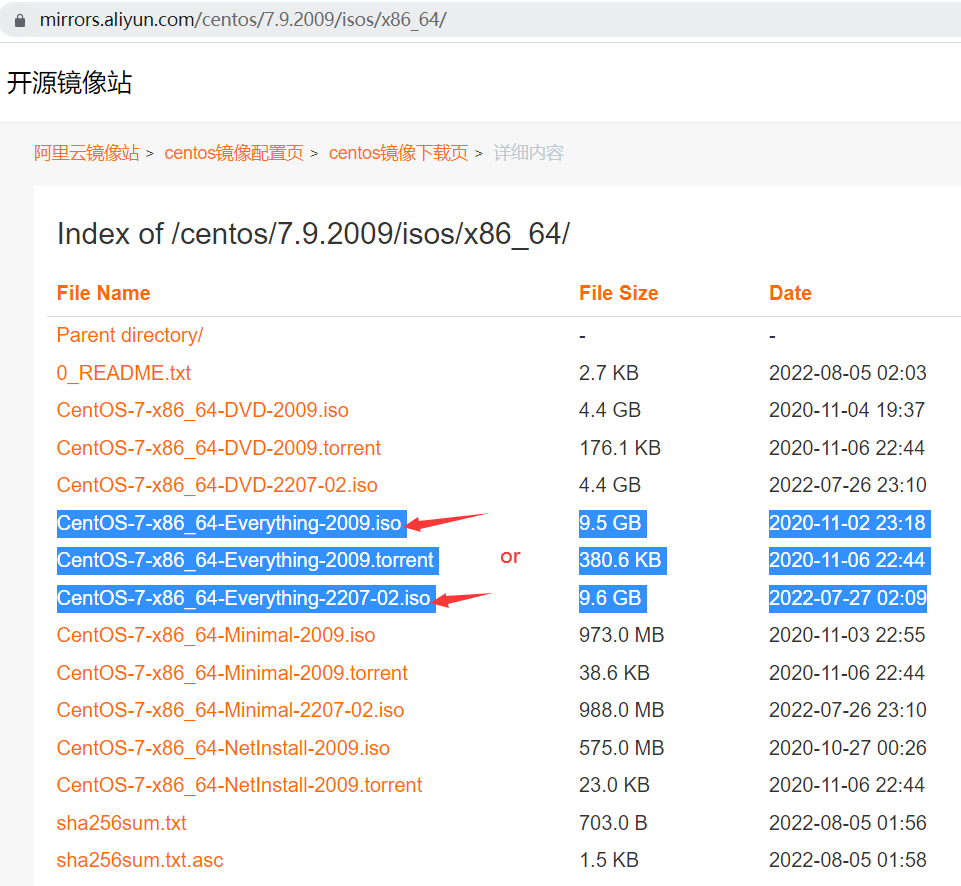 mirrors.aliyun.com/centos/7.9.2009/isos/x86_64/
开源镜像站
阿里云镜像站 > centos镜像配置页 > centos镜像下载页 > 详细内容
Index of /centos/7.9.2009/isos/x86_64/
File Name File Size Date
Parent directory/ - -
0_README.txt 2.7 KB 2022-08-05 02:03
CentOS-7-x86_64-DVD-2009.iso 4.4 GB 2020-11-04 19:37
CentOS-7-x86_64-DVD-2009.torrent 176.1 KB 2020-11-06 22:44
CentOS-7-x86_64-DVD-2207-02.iso 4.4 GB 2022-07-26 23:10
CentOS-7-x86_64-Everything-2009.iso 9.5 GB 2020-11-02 23:18
CentOS-7-x86_64-Everything-2009.torrent or 380.6 KB 2020-11-06 22:44
CentOS-7-x86_64-Everything-2207-02.iso 9.6 GB 2022-07-27 02:09
CentOS-7-x86_64-Minimal-2009.iso 973.0 MB 2020-11-03 22:55
CentOS-7-x86_64-Minimal-2009.torrent 38.6 KB 2020-11-06 22:44
CentOS-7-x86_64-Minimal-2207-02.iso 988.0 MB 2022-07-26 23:10
CentOS-7-x86_64-NetInstall-2009.iso 575.0 MB 2020-10-27 00:26
CentOS-7-x86_64-NetInstall-2009.torrent 23.0 KB 2020-11-06 22:44
sha256sum.txt 703.0 B 2022-08-05 01:56
sha256sum.txt.asc 1.5 KB 2022-08-05 01:58